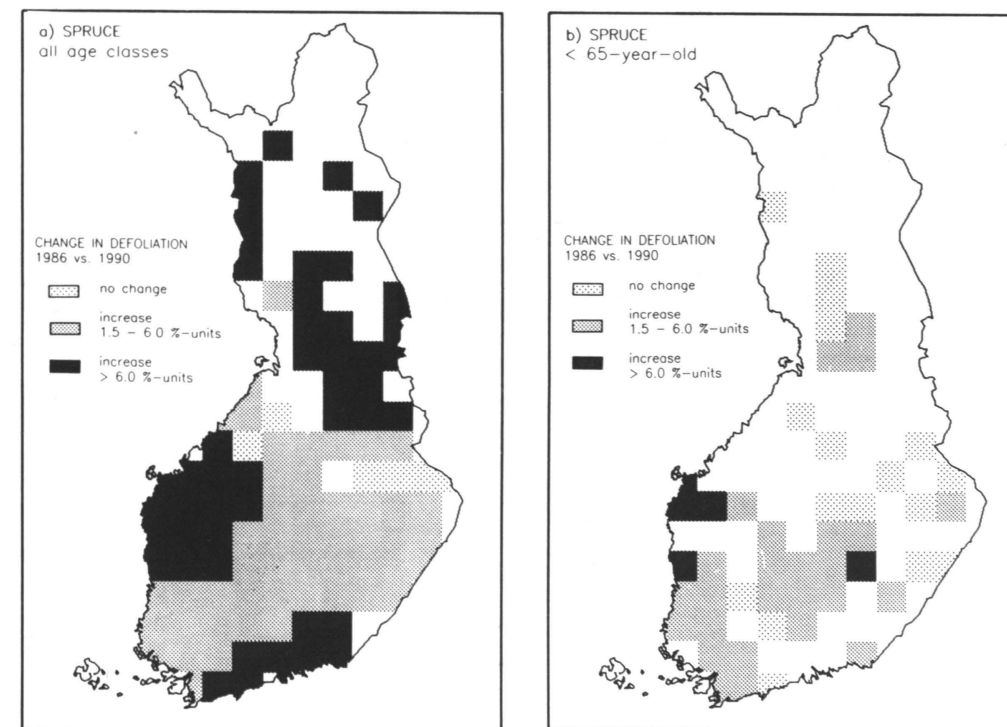 a) SPRUCE
all age classes
CHANGE IN DEFOLIATION
1986 vs. 1990
no change
increase
1.5 – 6.0 %–units
increase
> 6.0 %–units
b) SPRUCE
< 65–year–old
CHANGE IN DEFOLIATION
1986 vs. 1990
no change
increase
1.5 – 6.0 %–units
increase
> 6.0 %–units